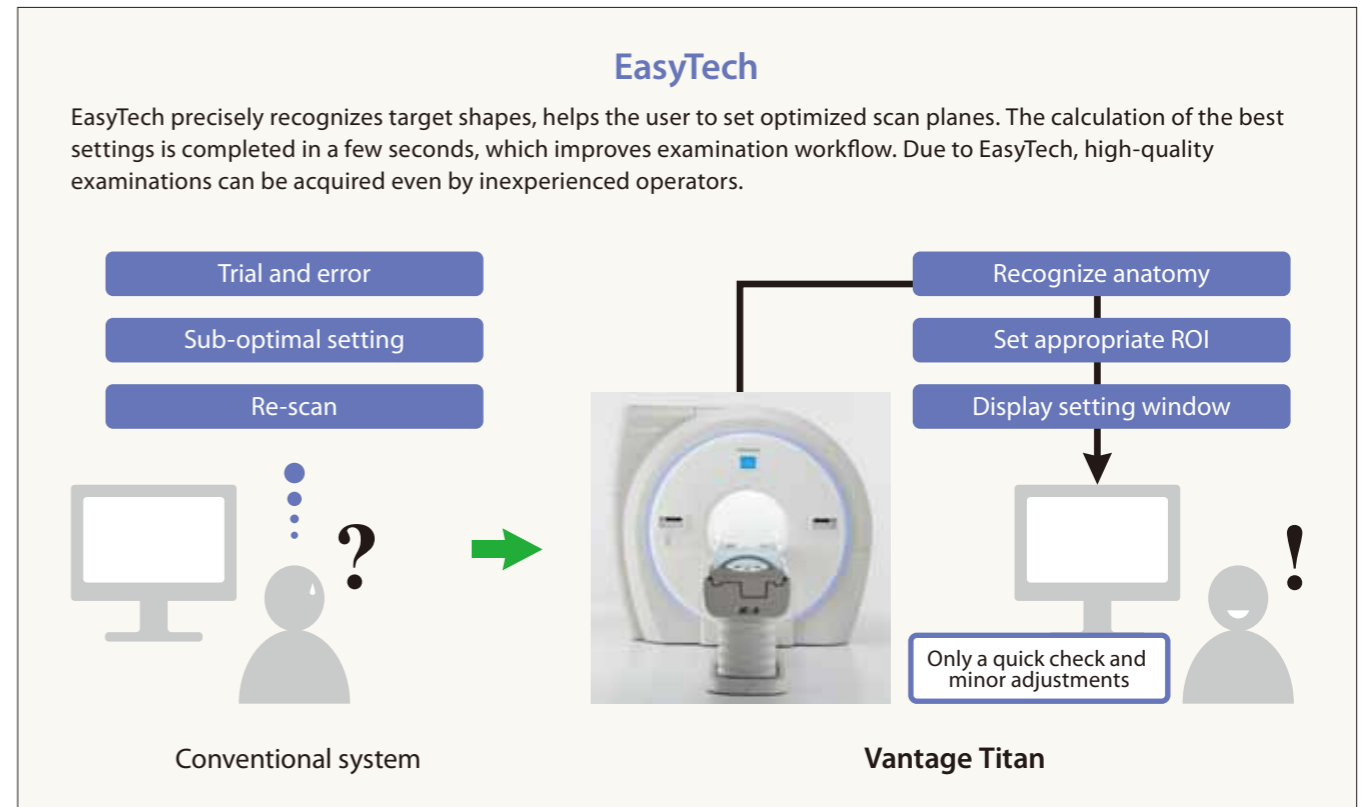 EasyTech
EasyTech precisely recognizes target shapes, helps the user to set optimized scan planes. The calculation of the best
settings is completed in a few seconds, which improves examination workflow. Due to EasyTech, high-quality
examinations can be acquired even by inexperienced operators.
Trial and error
Sub-optimal setting
Re-scan
?
Conventional system
Recognize anatomy
Set appropriate ROI
Display setting window
!
Only a quick check and
minor adjustments
Vantage Titan